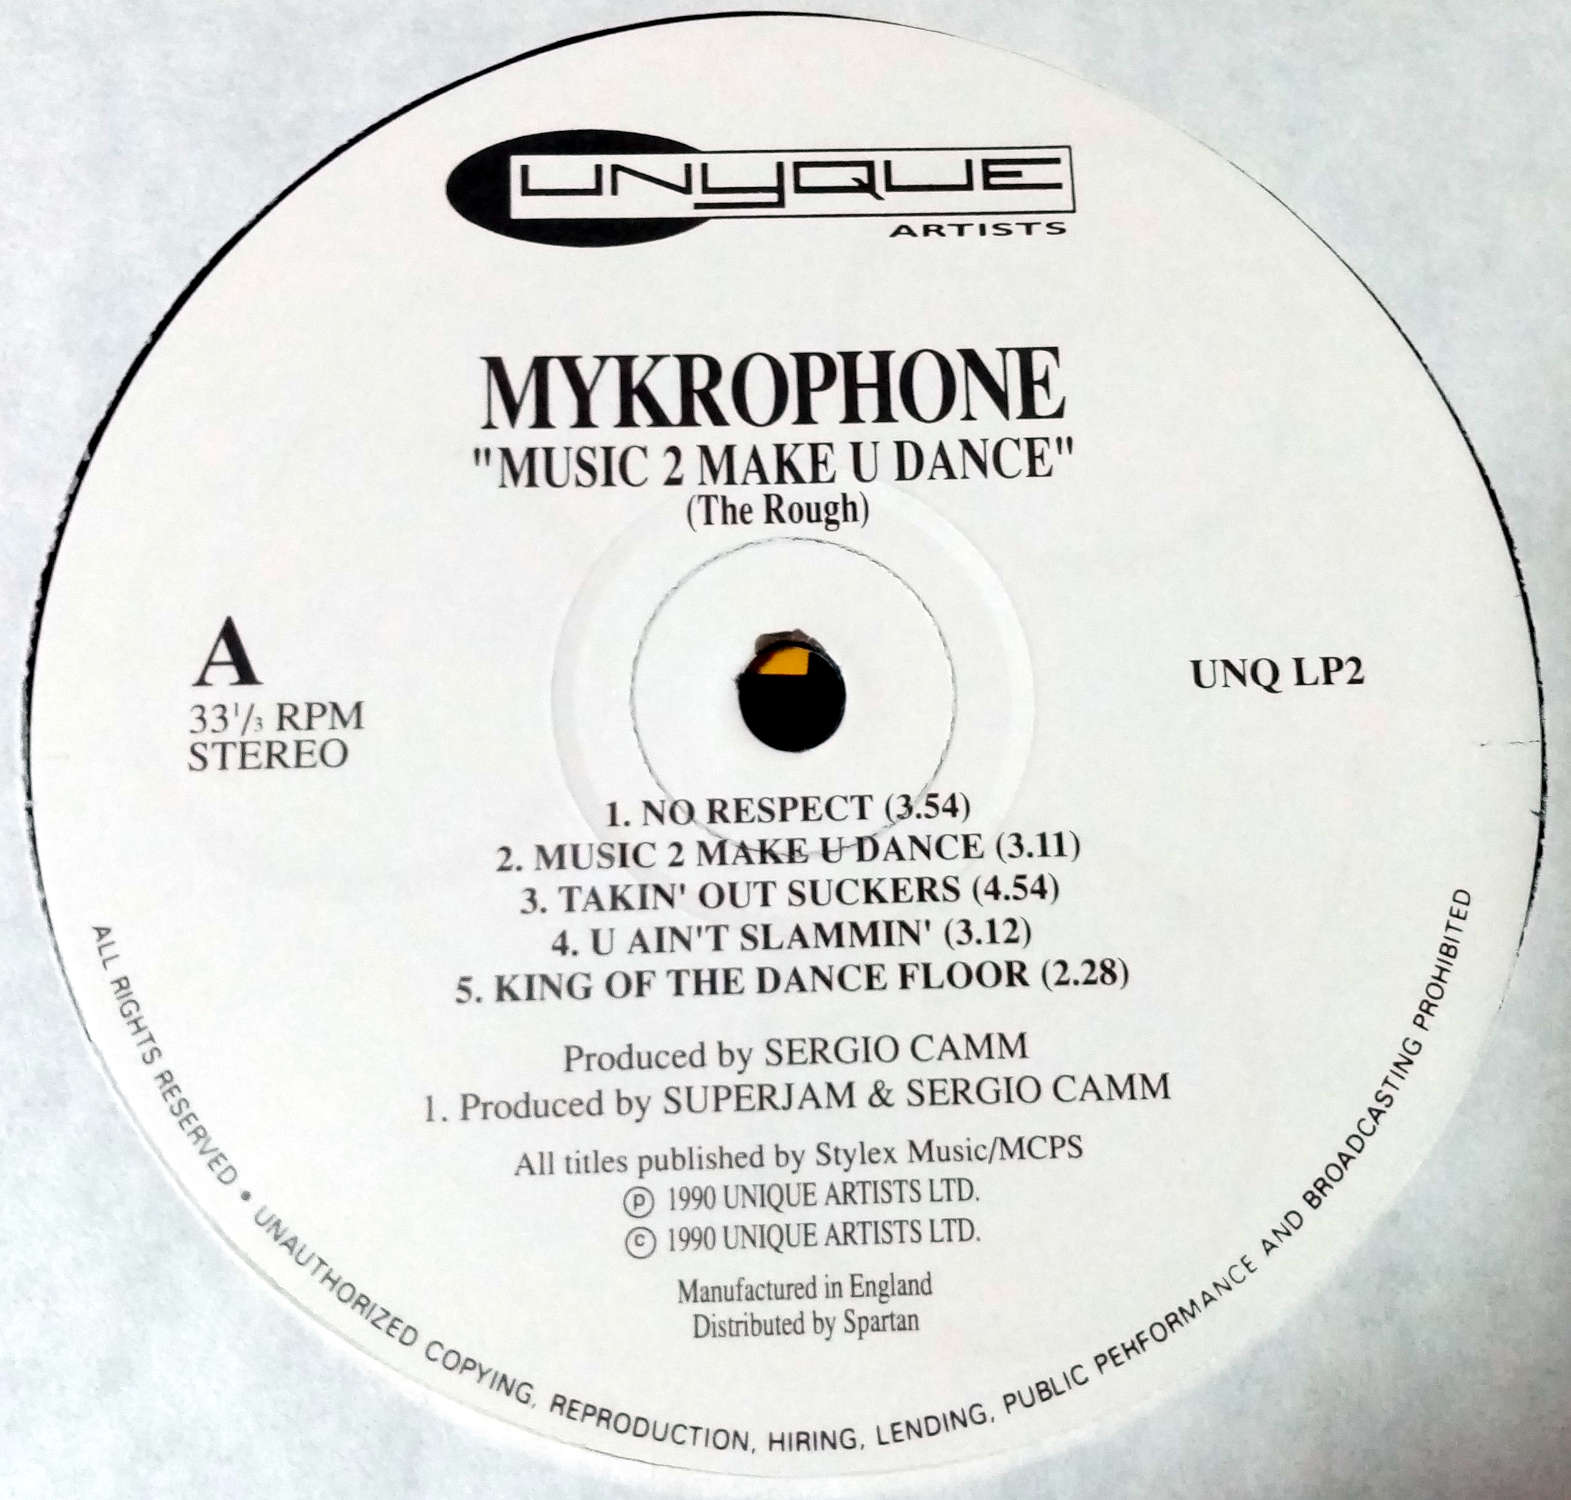 UNYQUE
ARTISTS
MYKROPHONE
"MUSIC 2 MAKE U DANCE"
(The Rough)
A
33⅓ RPM
STEREO
UNQ LP2
1. NO RESPECT (3.54)
2. MUSIC 2 MAKE U DANCE (3.11)
3. TAKIN' OUT SUCKERS (4.54)
4. U AIN'T SLAMMIN' (3.12)
5. KING OF THE DANCE FLOOR (2.28)
Produced by SERGIO CAMM
1. Produced by SUPERJAM & SERGIO CAMM
All titles published by Stylex Music/MCPS
Ⓟ 1990 UNIQUE ARTISTS LTD.
© 1990 UNIQUE ARTISTS LTD.
Manufactured in England
Distributed by Spartan
ALL RIGHTS RESERVED • UNAUTHORIZED COPYING, REPRODUCTION, HIRING, LENDING, PUBLIC PERFORMANCE AND BROADCASTING PROHIBITED